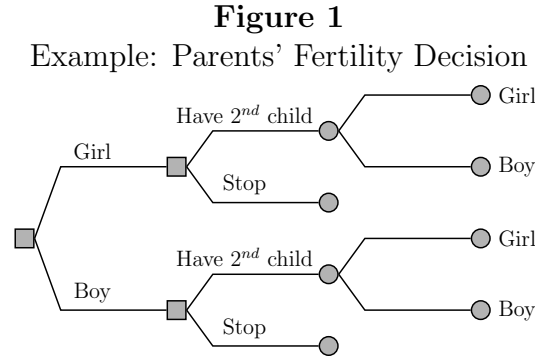 Figure 1
Example: Parents' Fertility Decision
Girl
Have 2nd child
Girl
Boy
Stop
Boy
Have 2nd child
Girl
Boy
Stop